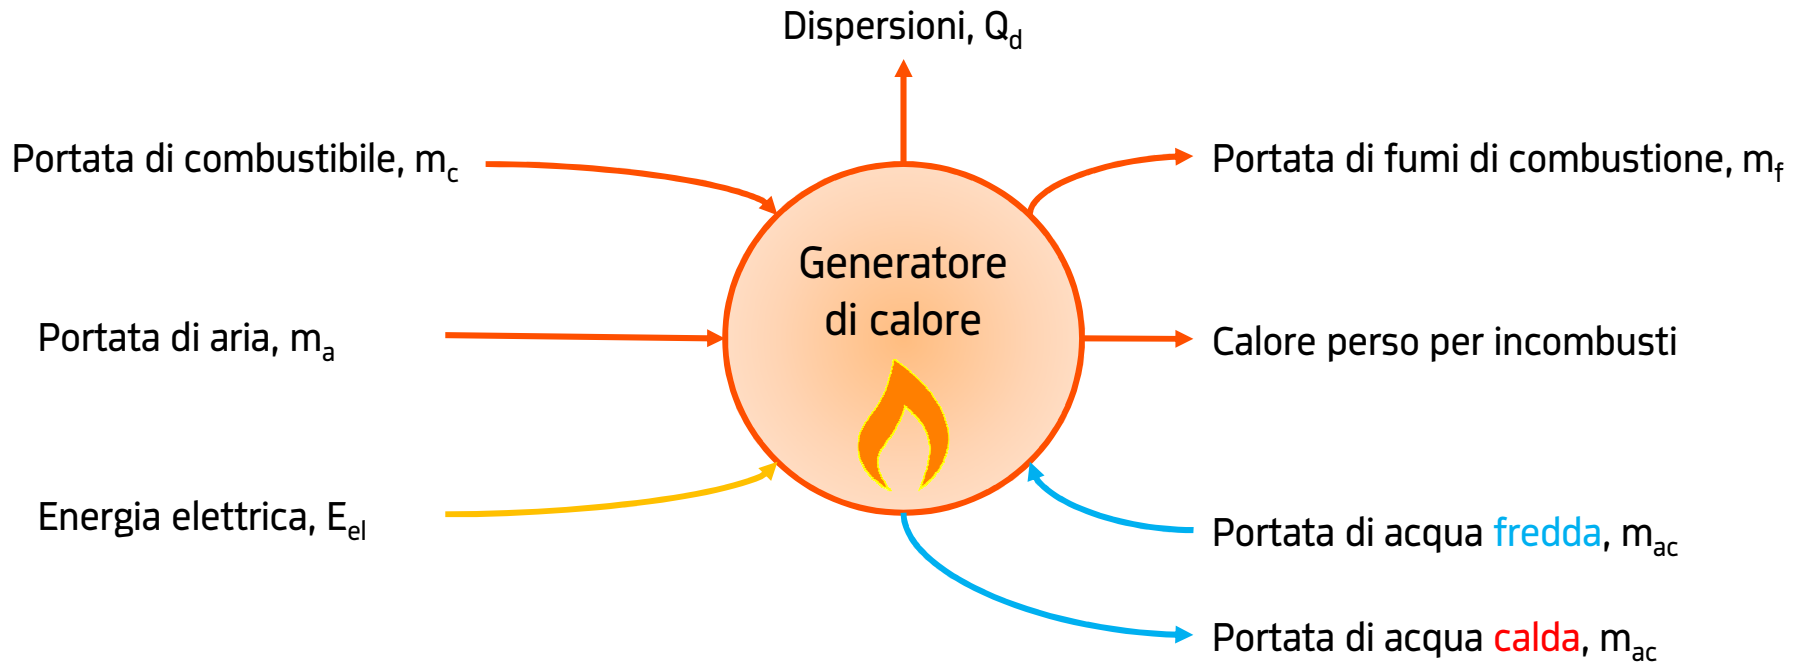 Dispersioni, Qd
Portata di combustibile, mc
Portata di fumi di combustione, mf
Generatore
di calore
Portata di aria, ma
Calore perso per incombusti
Energia elettrica, Eel
Portata di acqua fredda, mac
Portata di acqua calda, mac